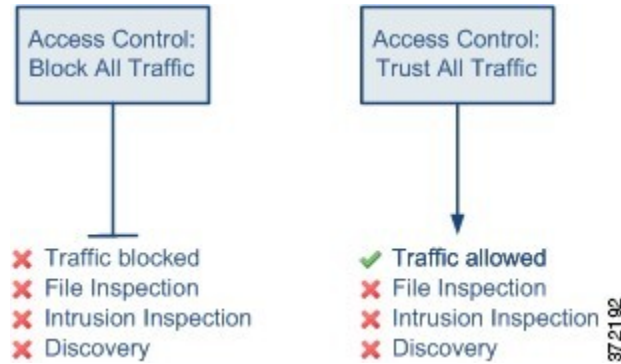 Access Control:
Block All Traffic
Traffic blocked
File Inspection
Intrusion Inspection
Discovery
Access Control:
Trust All Traffic
Traffic allowed
File Inspection
Intrusion Inspection
Discovery
372192